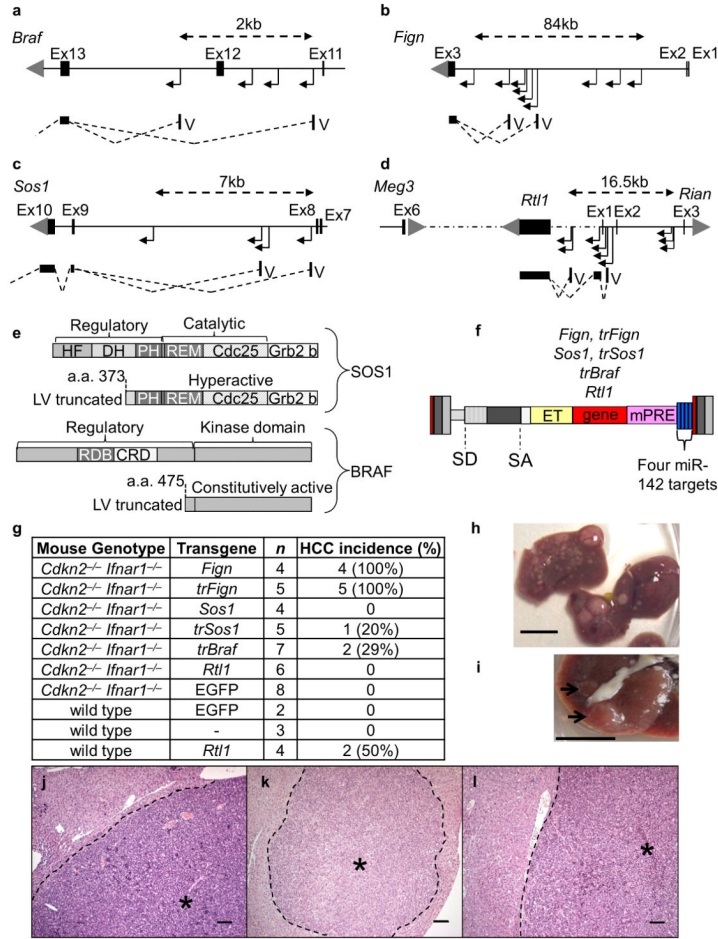 a
2kb
Braf
Ex13
Ex12
Ex11
V
V
b
84kb
Fign
Ex3
Ex2
Ex1
V
V
c
7kb
Sos1
Ex10
Ex9
Ex8
Ex7
V
V
d
16.5kb
Meg3
Rtl1
Rian
Ex6
Ex1
Ex2
Ex3
V
V
e
Regulatory
Catalytic
HF
DH
PH
REM
Cdc25
Grb2 b
a.a. 373
Hyperactive
LV truncated
PH
REM
Cdc25
Grb2 b
SOS1
Regulatory
Kinase domain
RDB
CRD
a.a. 475
Constitutively active
LV truncated
BRAF
f
Fign, trFign
Sos1, trSos1
trBraf
Rtl1
ET
gene
mPRE
SD
SA
Four miR-
142 targets
g
Mouse Genotype Transgene n HCC incidence (%)
Cdkn2–/– Ifnar1–/– Fign 4 4 (100%)
Cdkn2–/– Ifnar1–/– trFign 5 5 (100%)
Cdkn2–/– Ifnar1–/– Sos1 4 0
Cdkn2–/– Ifnar1–/– trSos1 5 1 (20%)
Cdkn2–/– Ifnar1–/– trBraf 7 2 (29%)
Cdkn2–/– Ifnar1–/– Rtl1 6 0
Cdkn2–/– Ifnar1–/– EGFP 8 0
wild type EGFP 2 0
wild type - 3 0
wild type Rtl1 4 2 (50%)
h
i
j
*
k
*
l
*